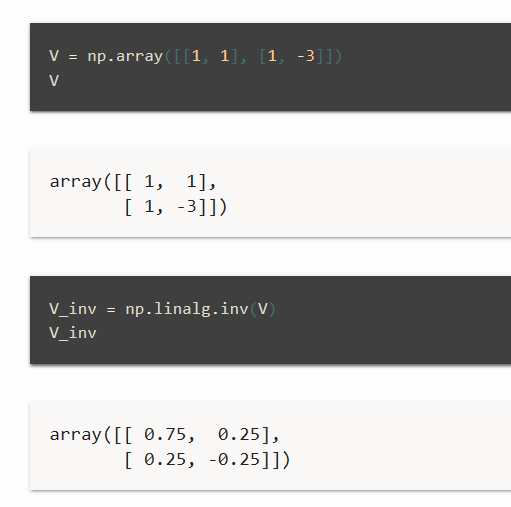 V = np.array([[1, 1], [1, -3]])
V
array([[ 1,  1],
       [ 1, -3]])
V_inv = np.linalg.inv(V)
V_inv
array([[ 0.75,  0.25],
       [ 0.25, -0.25]])